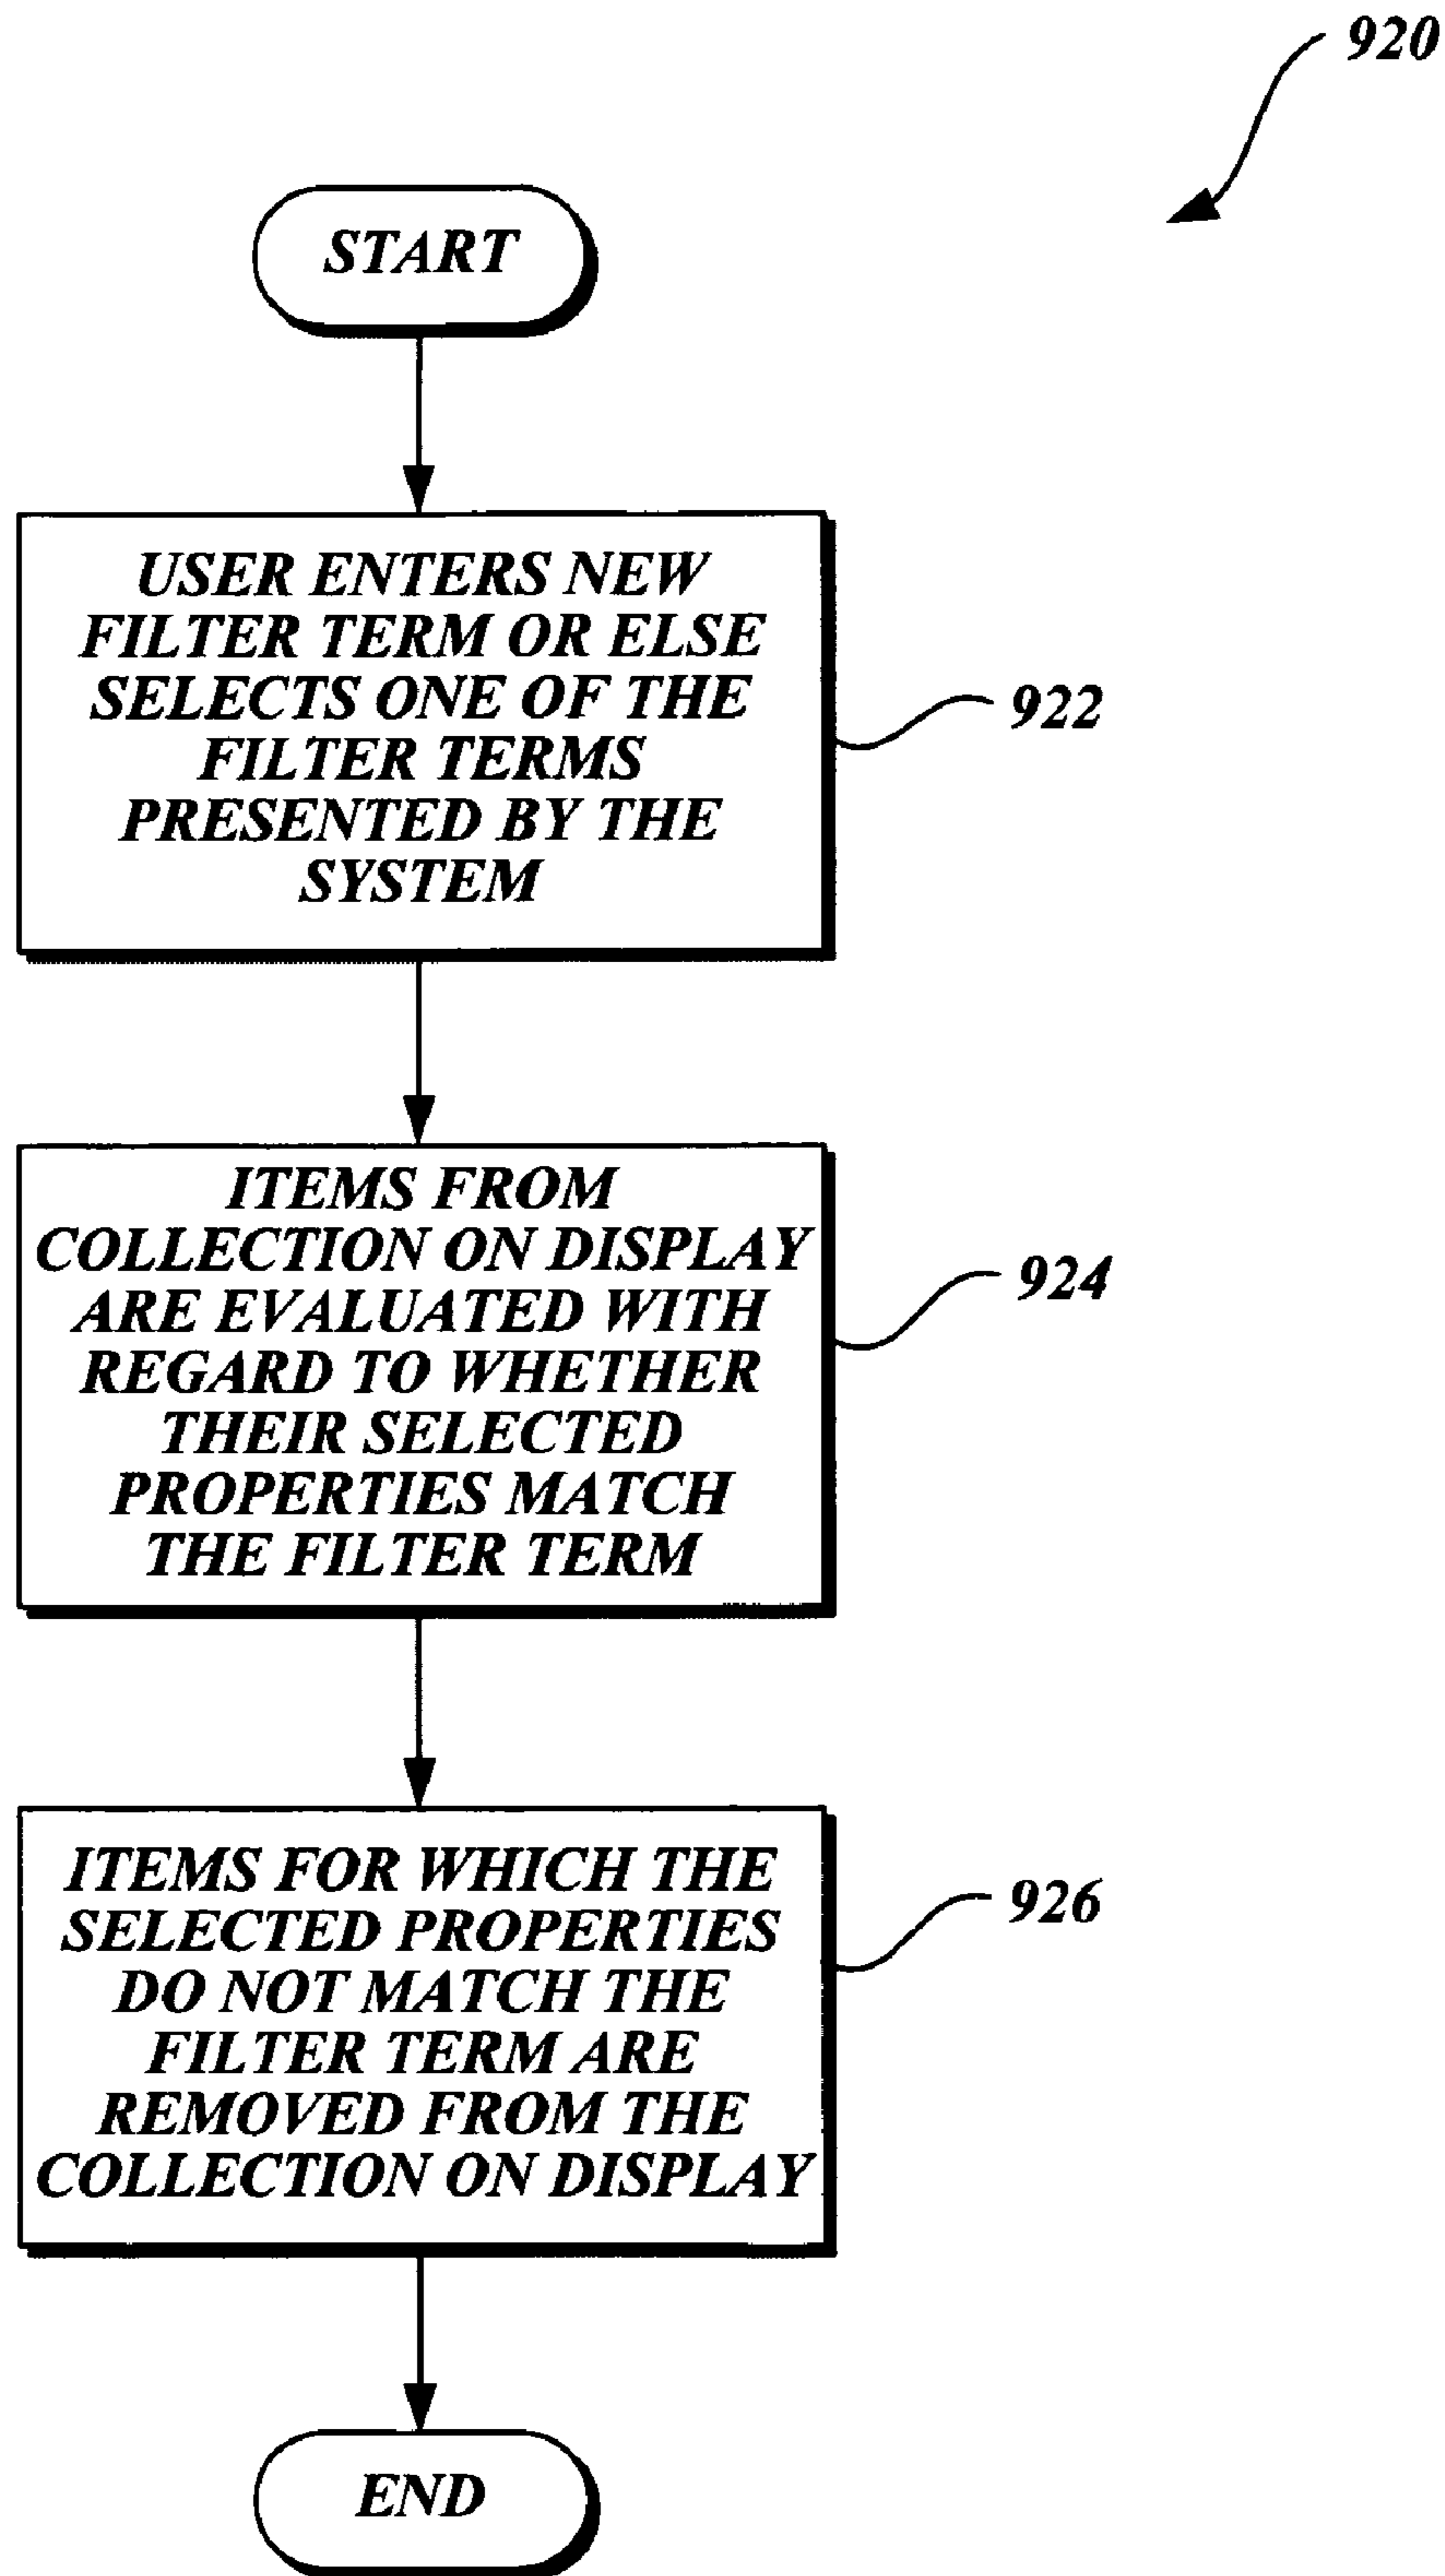 920
START
USER ENTERS NEW
FILTER TERM OR ELSE
SELECTS ONE OF THE
FILTER TERMS
PRESENTED BY THE
SYSTEM
922
ITEMS FROM
COLLECTION ON DISPLAY
ARE EVALUATED WITH
REGARD TO WHETHER
THEIR SELECTED
PROPERTIES MATCH
THE FILTER TERM
924
ITEMS FOR WHICH THE
SELECTED PROPERTIES
DO NOT MATCH THE
FILTER TERM ARE
REMOVED FROM THE
COLLECTION ON DISPLAY
926
END